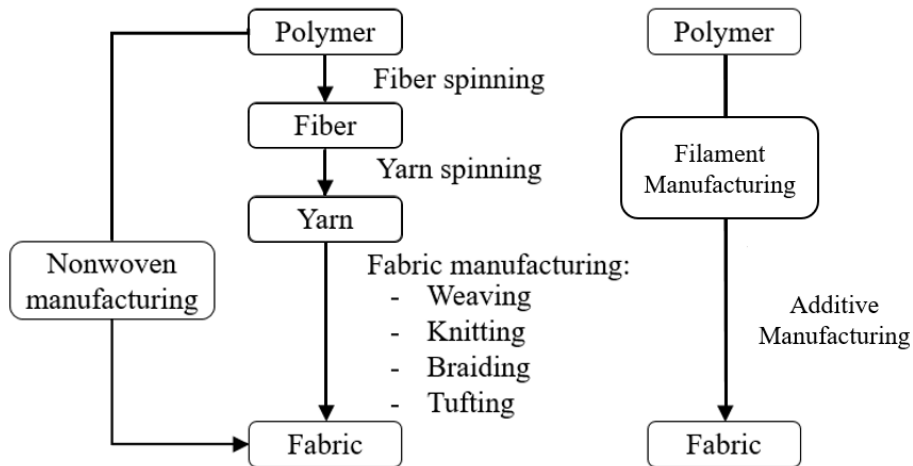 Polymer
Fiber spinning
Fiber
Yarn spinning
Yarn
Nonwoven
manufacturing
Fabric manufacturing:
- Weaving
- Knitting
- Braiding
- Tufting
Fabric
Polymer
Filament
Manufacturing
Additive
Manufacturing
Fabric